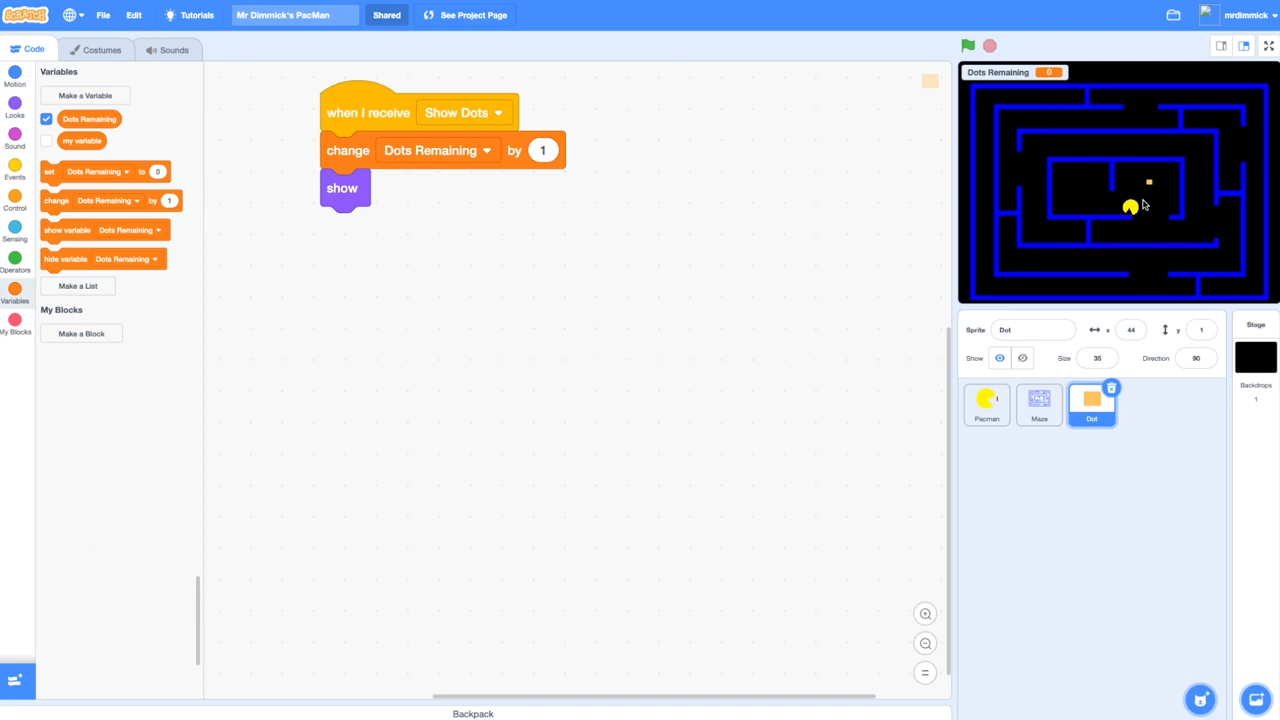 SCRATCH File Edit Tutorials Mr Dimmick's PacMan Shared See Project Page mrdimmick
Code Costumes Sounds
Motion
Looks
Sound
Events
Control
Sensing
Operators
Variables
My Blocks
Variables
Make a Variable
Dots Remaining
my variable
set Dots Remaining to 0
change Dots Remaining by 1
show variable Dots Remaining
hide variable Dots Remaining
Make a List
My Blocks
Make a Block
when I receive Show Dots
change Dots Remaining by 1
show
Dots Remaining 0
Sprite Dot x 44 y 1
Show Size 35 Direction 90
Pacman Maze Dot
Stage
Backdrops
1
Backpack